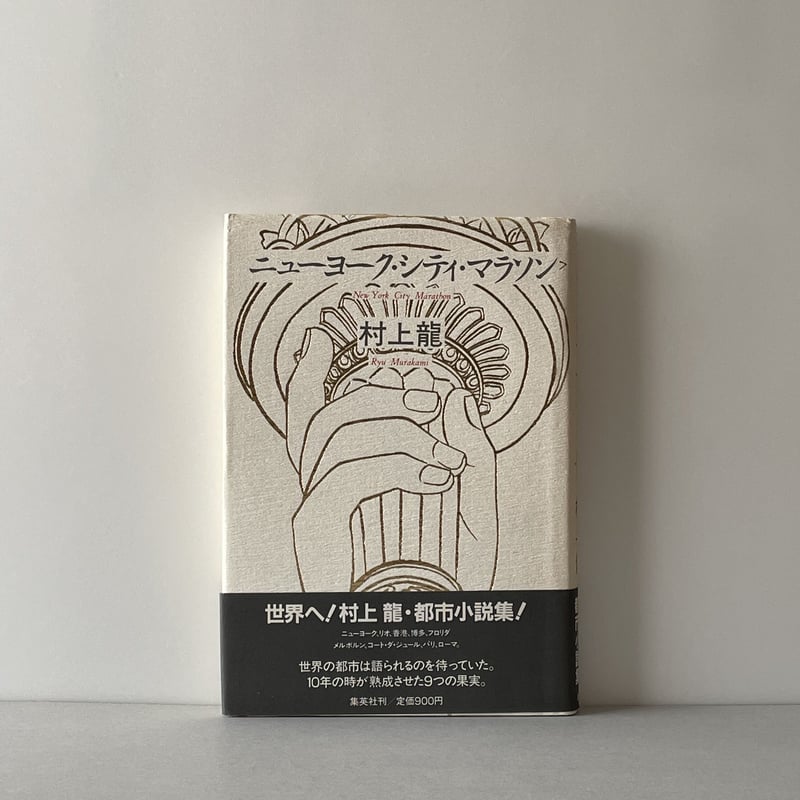 ニューヨーク・シティ・マラソン
New York City Marathon
村上龍
Ryu Murakami
世界へ!村上 龍・都市小説集!
ニューヨーク、リオ、香港、博多、フロリダ
メルボルン、コート・ダ・ジュール、パリ、ローマ。
世界の都市は語られるのを待っていた。
10年の時が熟成させた9つの果実。
集英社刊/定価900円